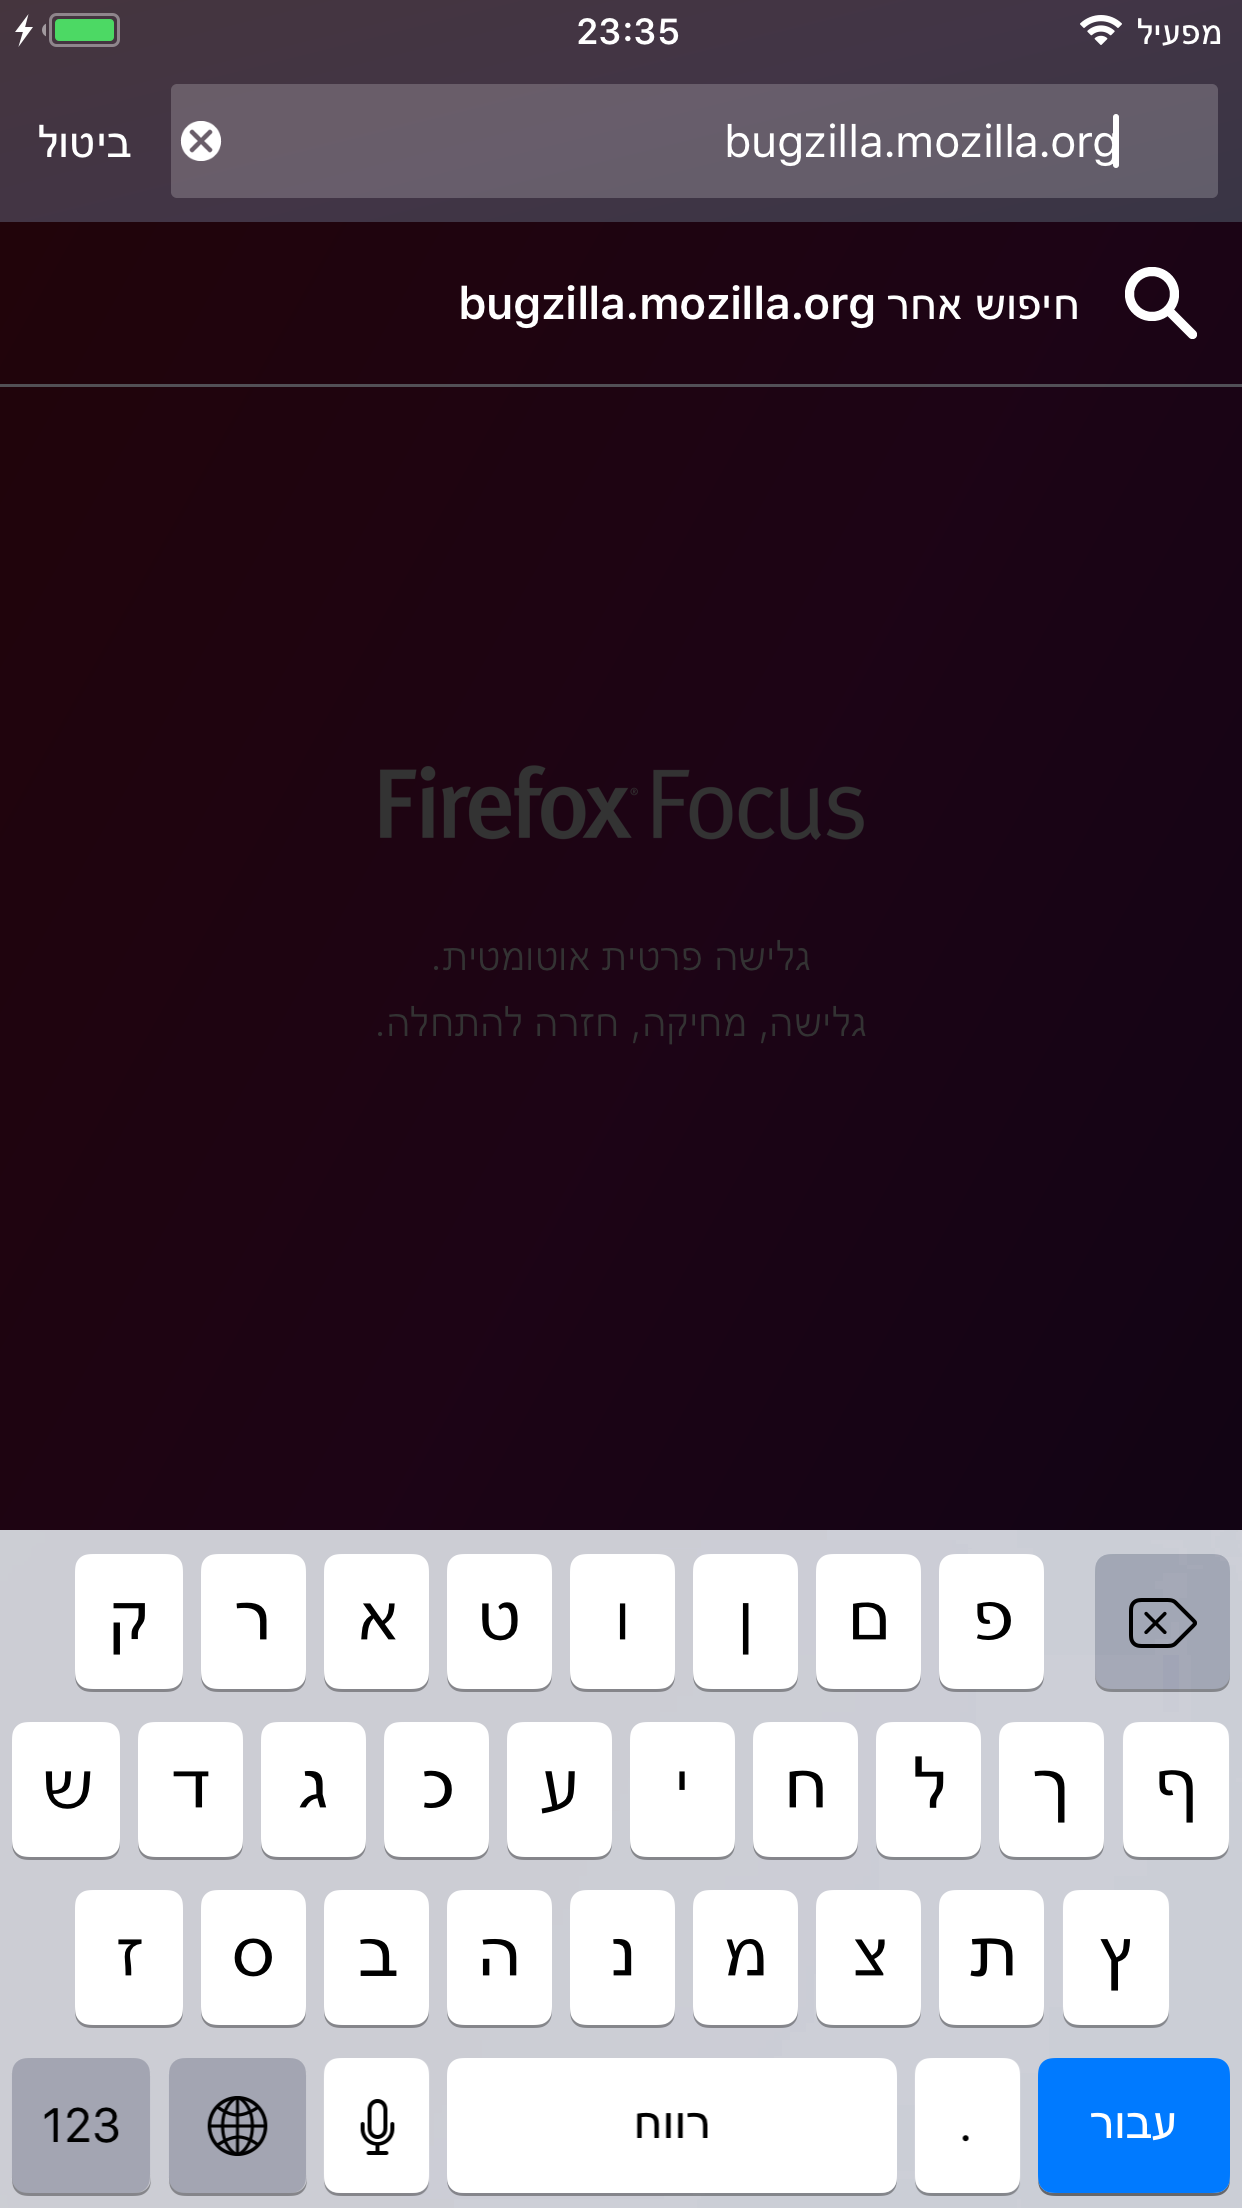 מפעיל 23:35
bugzilla.mozilla.org ביטול
חיפוש אחר bugzilla.mozilla.org
Firefox® Focus
גלישה פרטית אוטומטית.
גלישה, מחיקה, חזרה להתחלה.
ק ר א ט ו ן ם פ
ש ד ג כ ע י ח ל ך ף
ז ס ב ה נ מ צ ת ץ
123 רווח . עבור